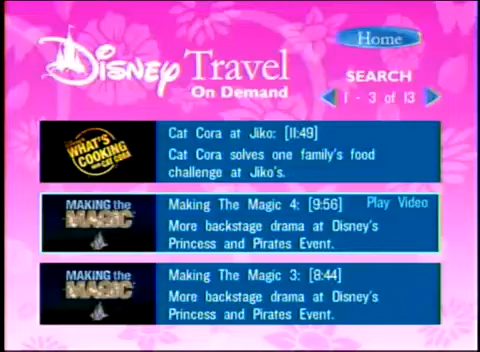 Disney Travel
On Demand
Home
SEARCH
1 - 3 of 13
WHAT'S
COOKING
WITH CAT CORA
Cat Cora at Jiko: [11:49]
Cat Cora solves one family's food
challenge at Jiko's.
MAKING the
MAGIC
Making The Magic 4: [9:56]
Play Video
More backstage drama at Disney's
Princess and Pirates Event.
MAKING the
MAGIC
Making The Magic 3: [8:44]
More backstage drama at Disney's
Princess and Pirates Event.